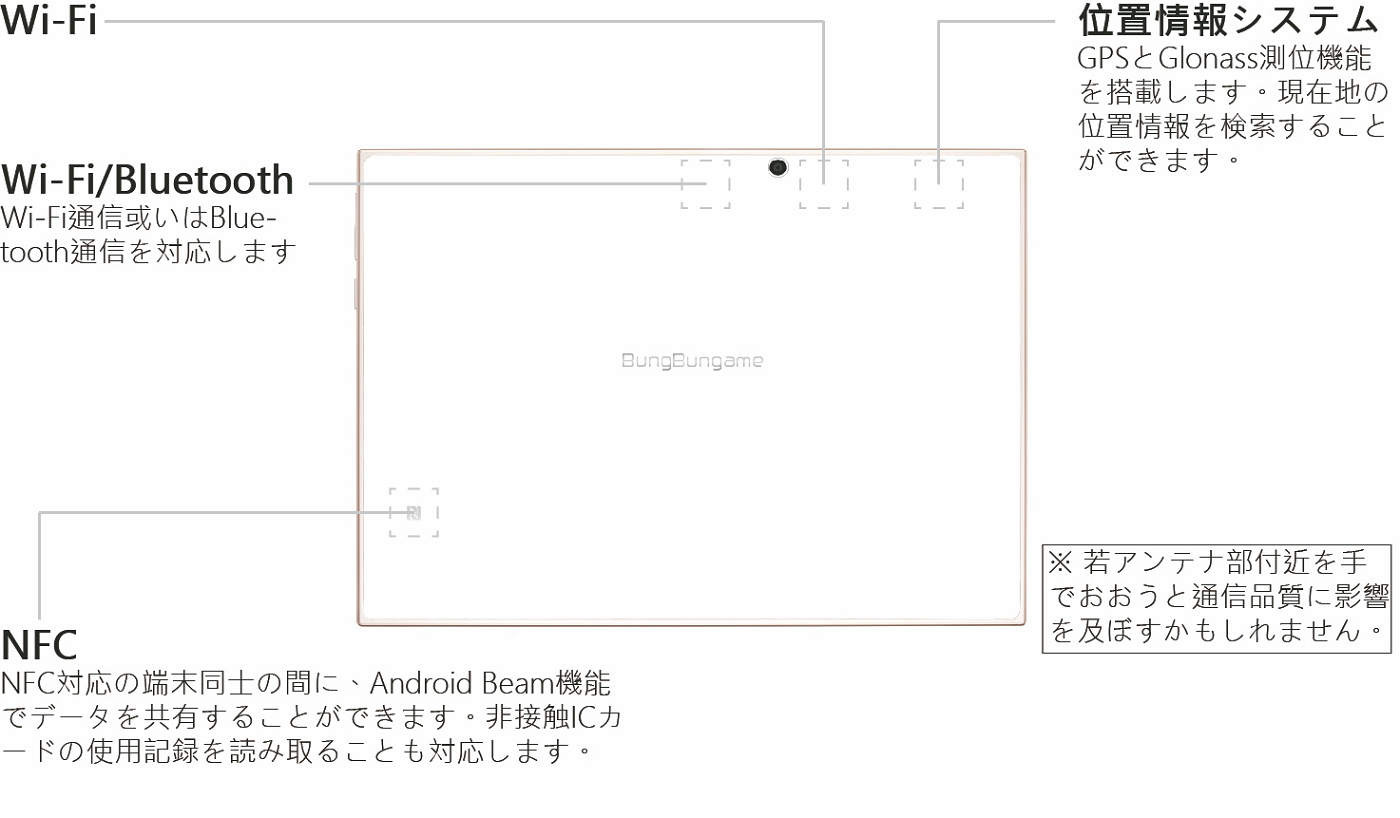 Wi-Fi
位置情報システム
GPSとGlonass測位機能
を搭載します。現在地の
位置情報を検索すること
ができます。
Wi-Fi/Bluetooth
Wi-Fi通信或いはBlue-
tooth通信を対応します
BungBungame
※ 若アンテナ部付近を手
でおおうと通信品質に影響
を及ぼすかもしれません。
NFC
NFC対応の端末同士の間に、Android Beam機能
でデータを共有することができます。非接触ICカ
ードの使用記録を読み取ることも対応します。